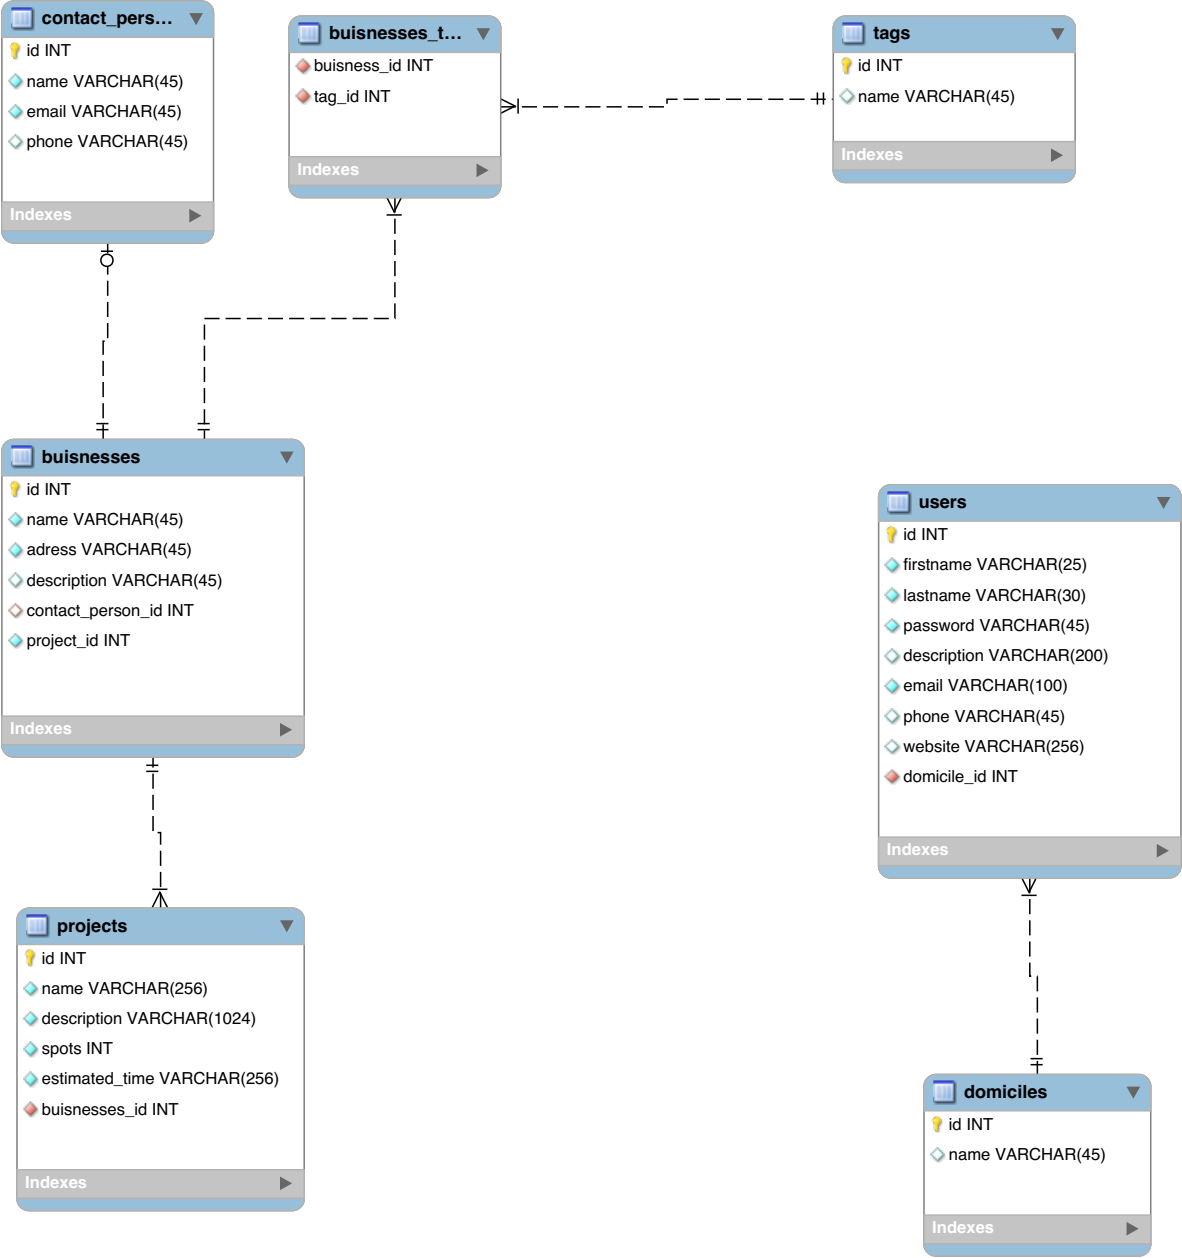 contact_pers...
id INT
name VARCHAR(45)
email VARCHAR(45)
phone VARCHAR(45)
Indexes
buisnesses_t...
buisness_id INT
tag_id INT
Indexes
tags
id INT
name VARCHAR(45)
Indexes
buisnesses
id INT
name VARCHAR(45)
adress VARCHAR(45)
description VARCHAR(45)
contact_person_id INT
project_id INT
Indexes
users
id INT
firstname VARCHAR(25)
lastname VARCHAR(30)
password VARCHAR(45)
description VARCHAR(200)
email VARCHAR(100)
phone VARCHAR(45)
website VARCHAR(256)
domicile_id INT
Indexes
projects
id INT
name VARCHAR(256)
description VARCHAR(1024)
spots INT
estimated_time VARCHAR(256)
buisnesses_id INT
Indexes
domiciles
id INT
name VARCHAR(45)
Indexes